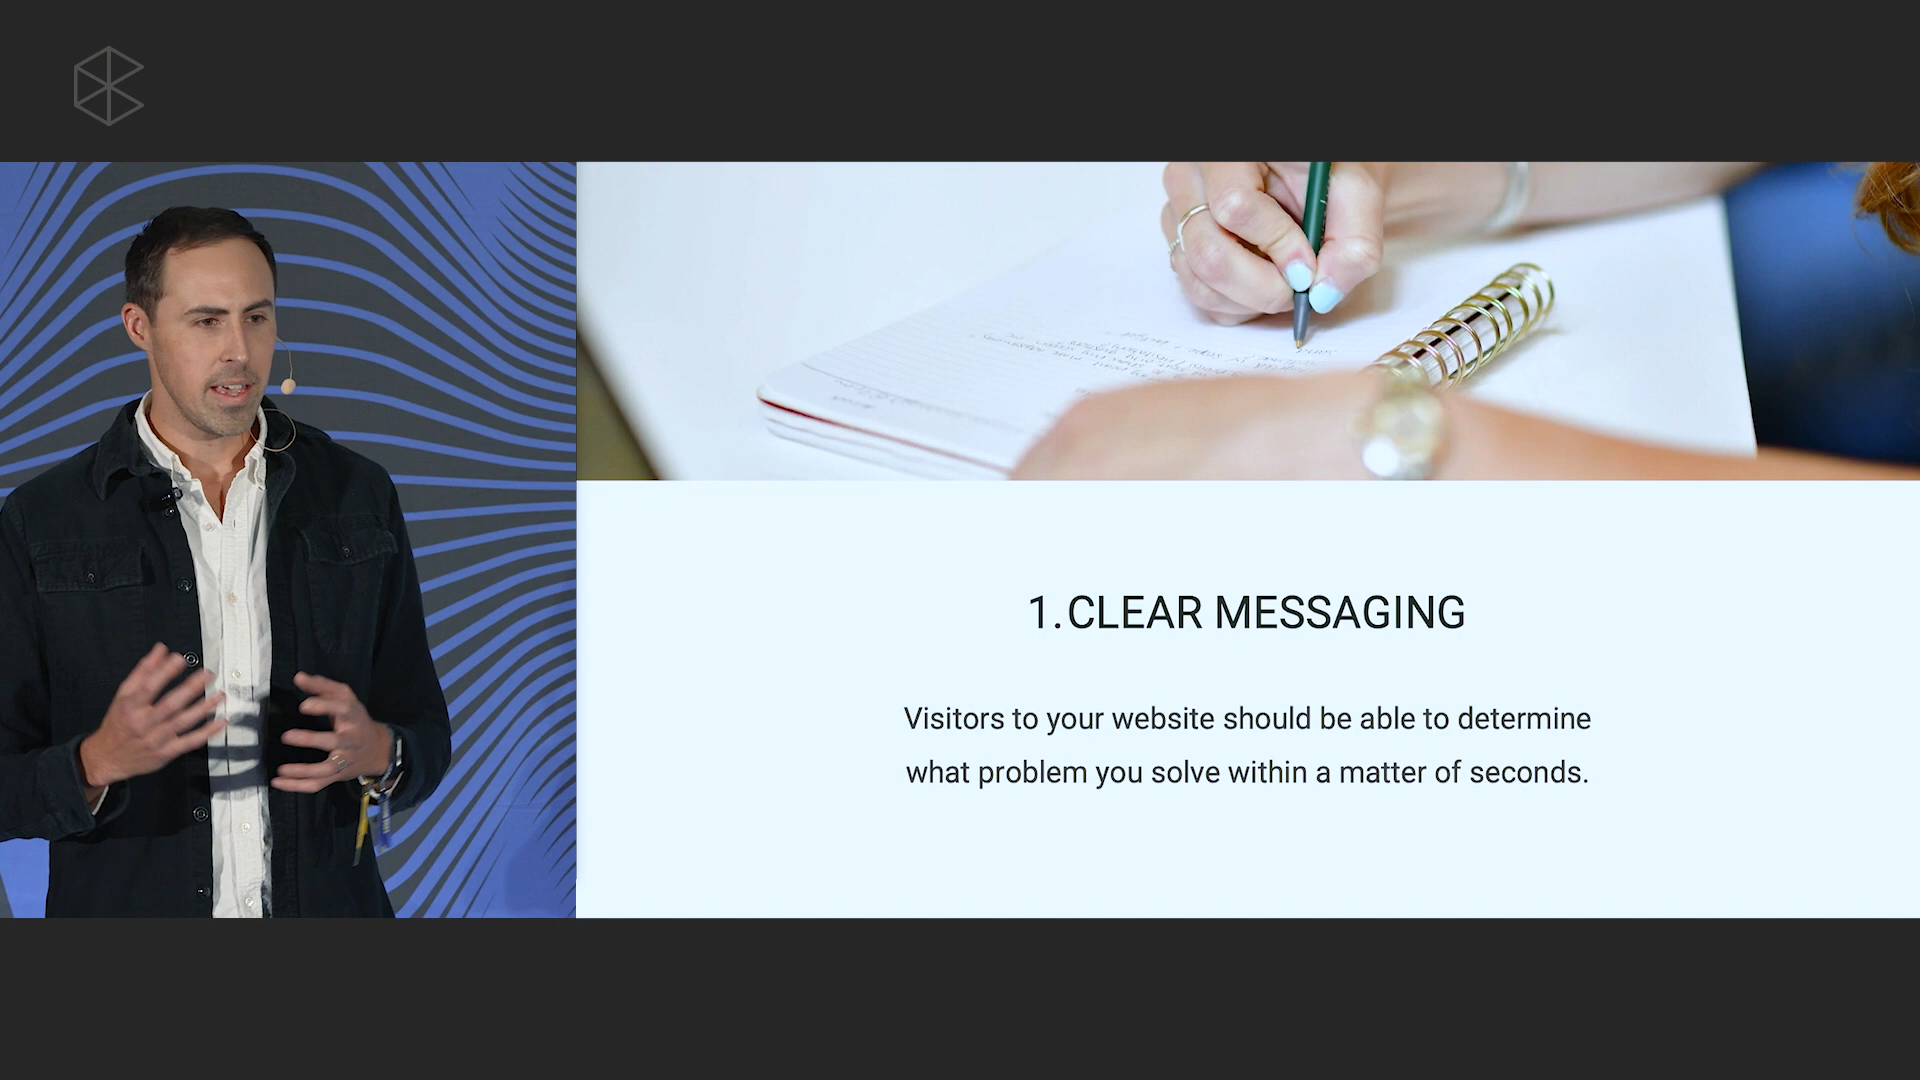 1. CLEAR MESSAGING
Visitors to your website should be able to determine
what problem you solve within a matter of seconds.